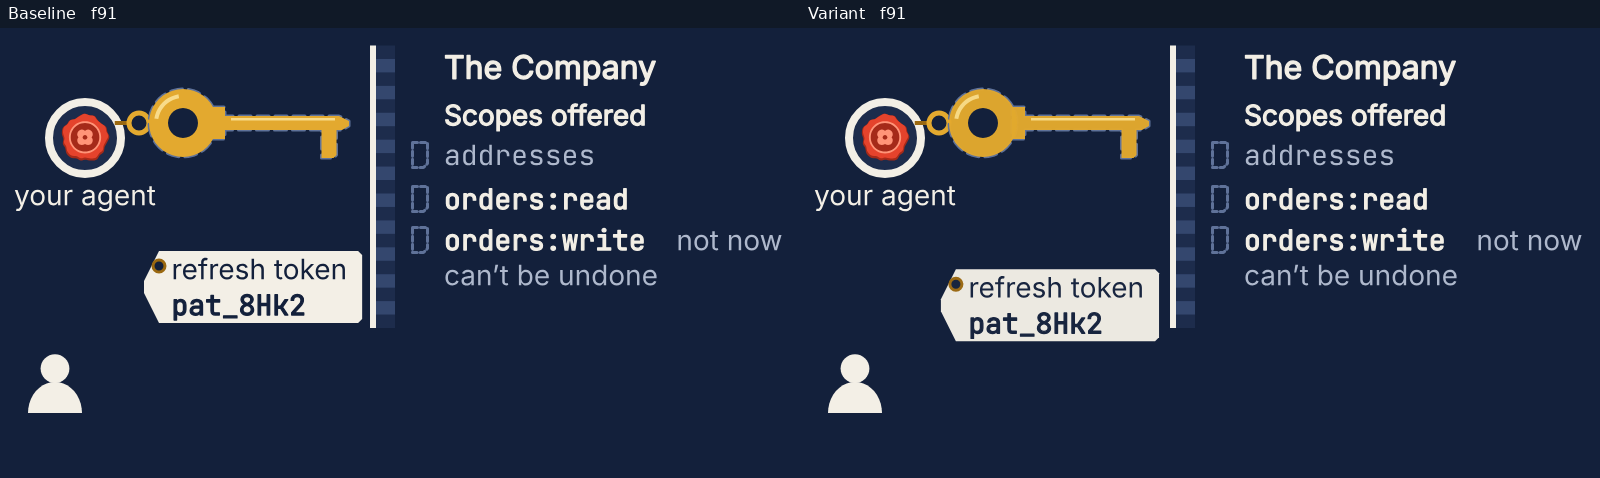 Baseline f91
The Company
Scopes offered
addresses
orders:read
orders:write not now
can't be undone
your agent
refresh token
pat_8Hk2
Variant f91
The Company
Scopes offered
addresses
orders:read
orders:write not now
can't be undone
your agent
refresh token
pat_8Hk2